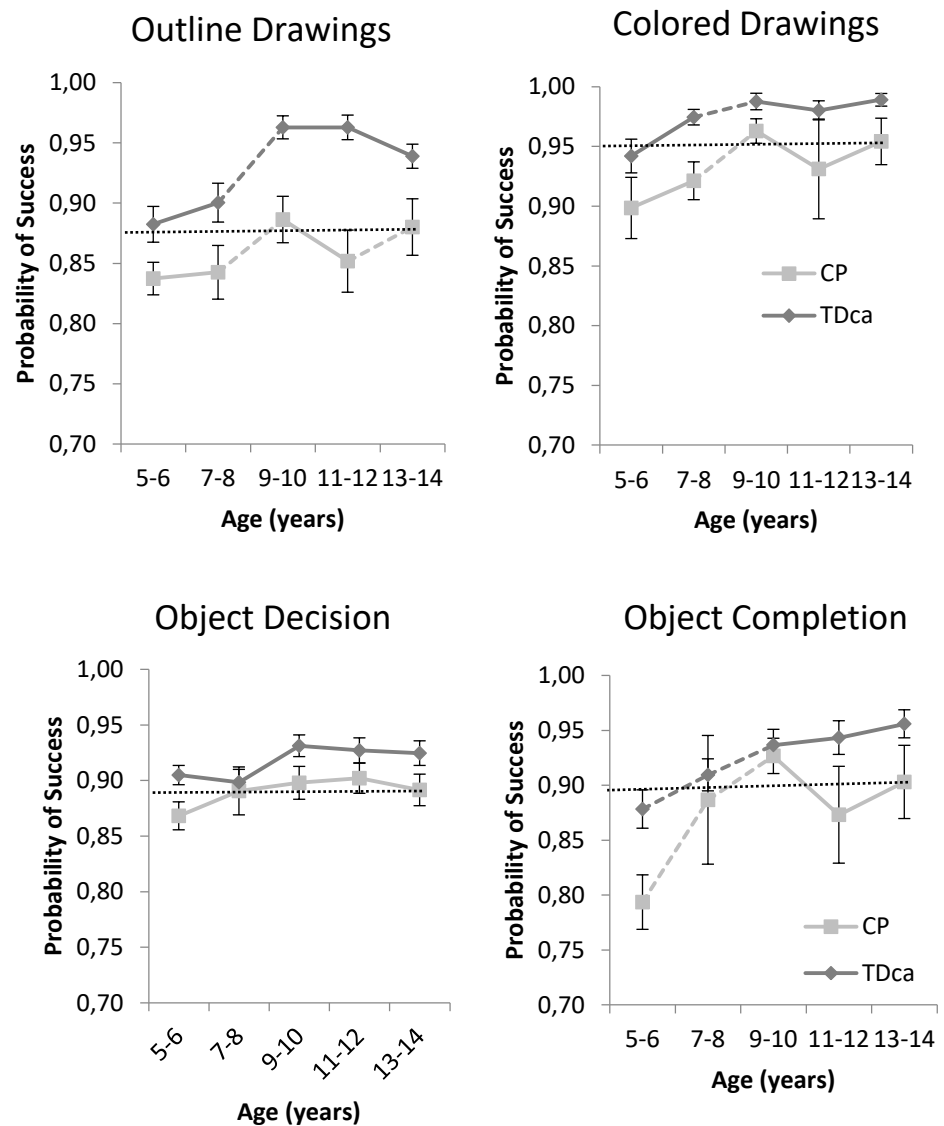 Outline Drawings
Probability of Success
1,00
0,95
0,90
0,85
0,80
0,75
0,70
5-6 7-8 9-10 11-12 13-14
Age (years)
Colored Drawings
Probability of Success
1,00
0,95
0,90
0,85
0,80
0,75
0,70
CP
TDca
5-6 7-8 9-10 11-12 13-14
Age (years)
Object Decision
Probability of Success
1,00
0,95
0,90
0,85
0,80
0,75
0,70
5-6 7-8 9-10 11-12 13-14
Age (years)
Object Completion
Probability of Success
1,00
0,95
0,90
0,85
0,80
0,75
0,70
CP
TDca
5-6 7-8 9-10 11-12 13-14
Age (years)